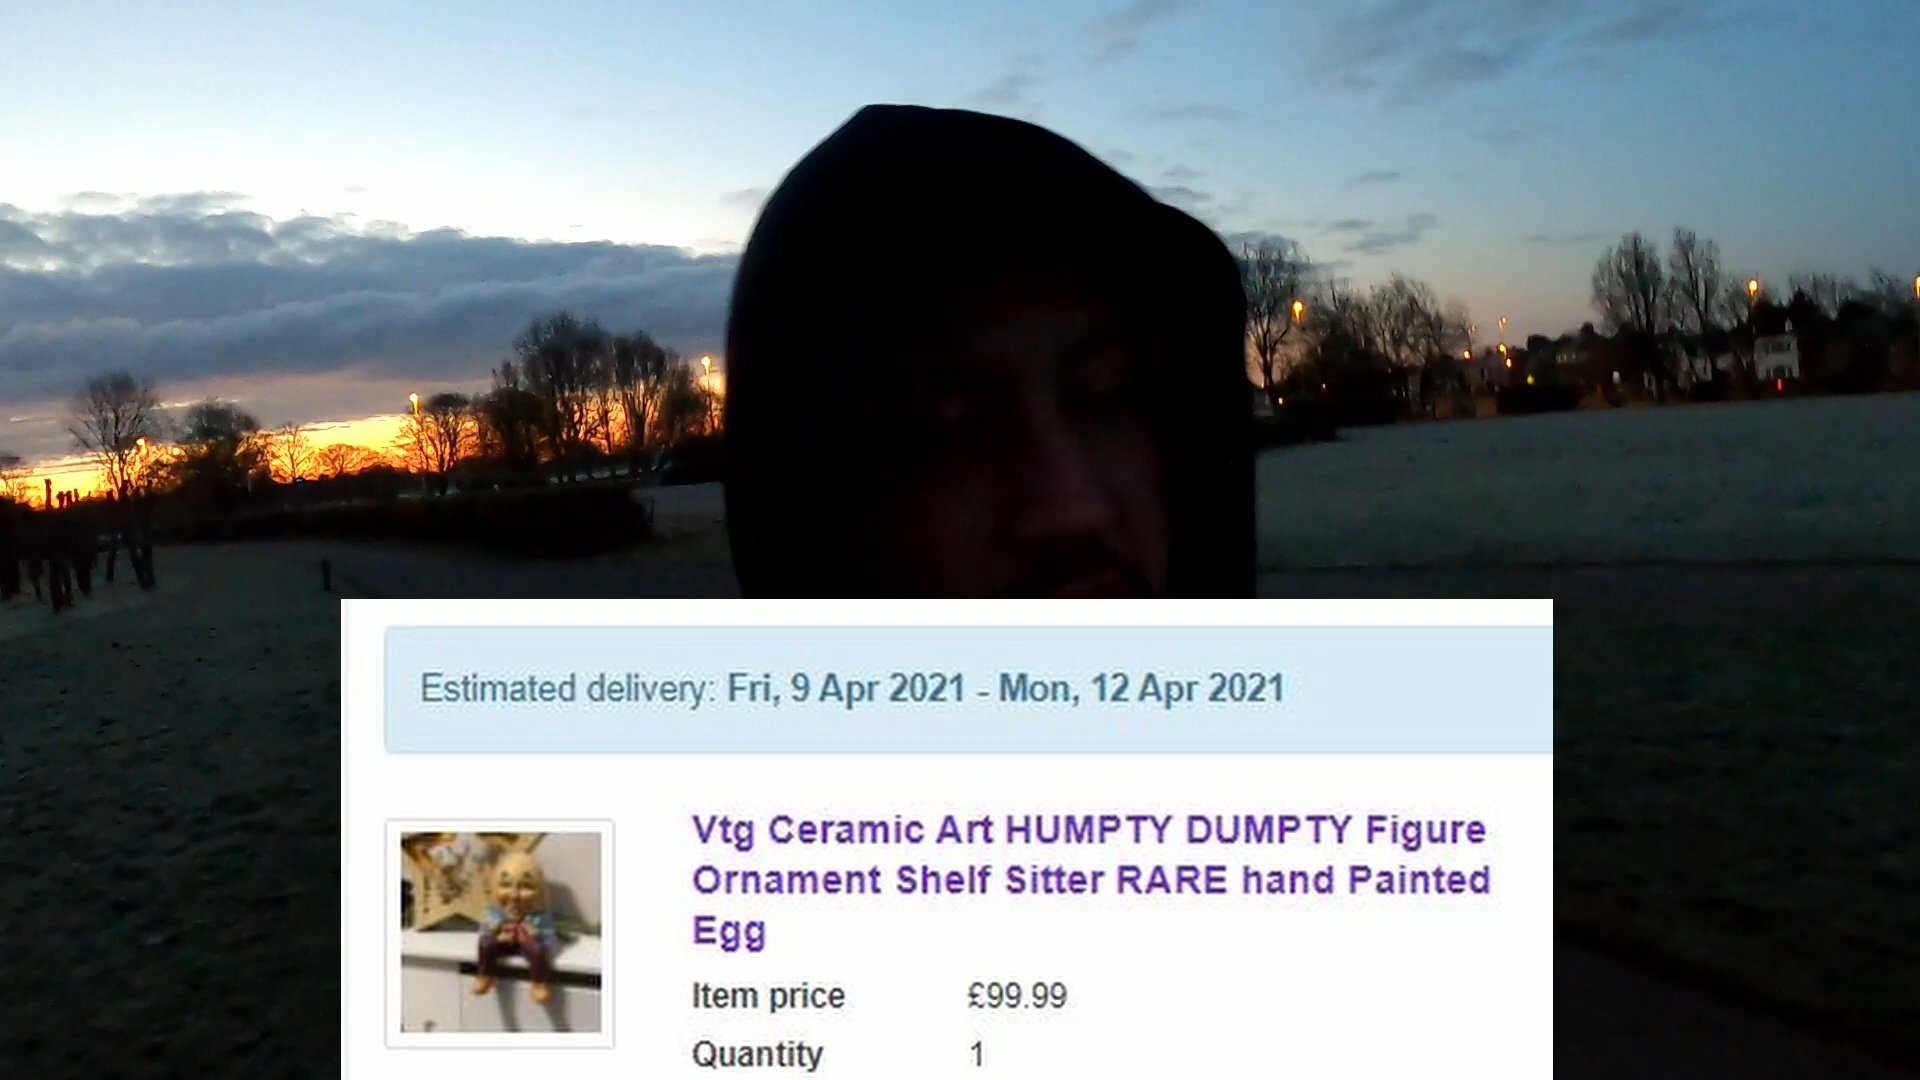 Estimated delivery: Fri, 9 Apr 2021 - Mon, 12 Apr 2021
Vtg Ceramic Art HUMPTY DUMPTY Figure
Ornament Shelf Sitter RARE hand Painted
Egg
Item price £99.99
Quantity 1